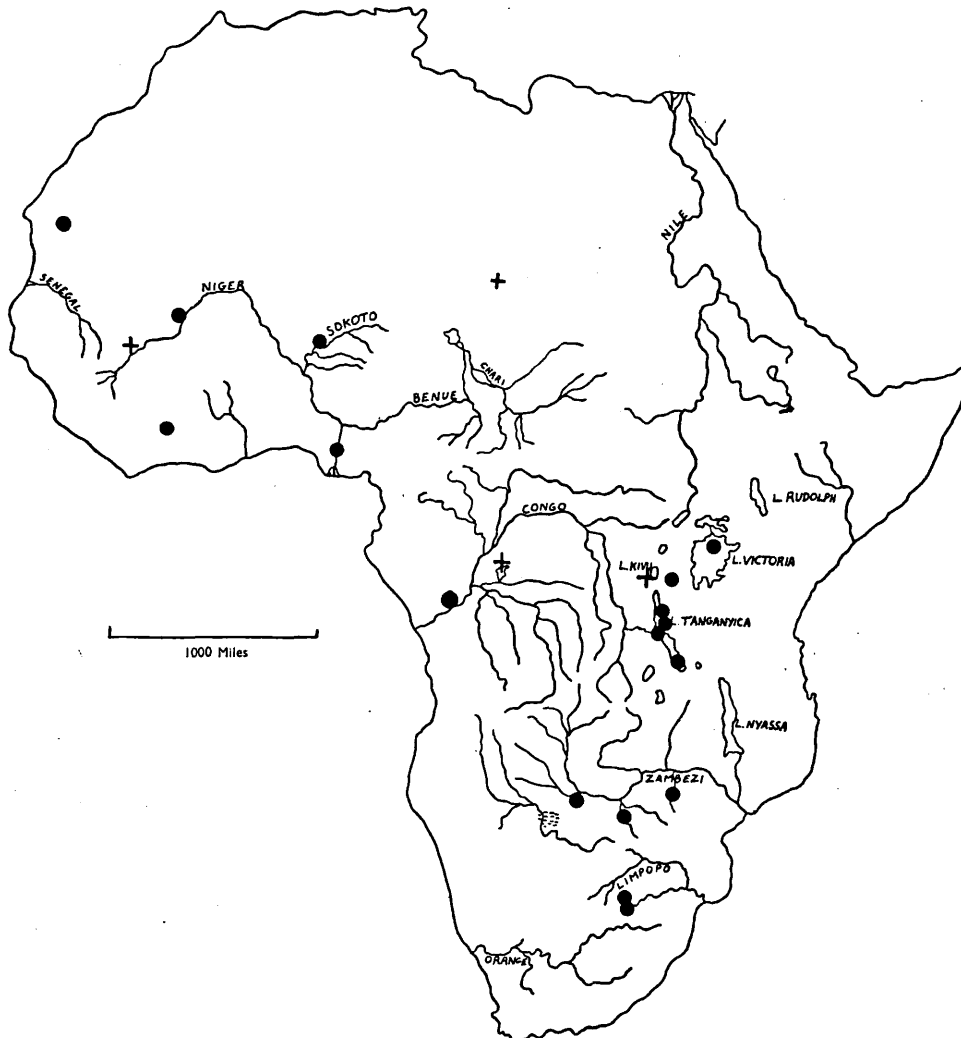 NILE
SENEGAL
NIGER
SOKOTO
CHARI
BENUE
L. RUDOLPH
CONGO
L. KIVU
L. VICTORIA
L. TANGANYICA
1000 Miles
L. NYASSA
ZAMBEZI
LIMPOPO
ORANGE